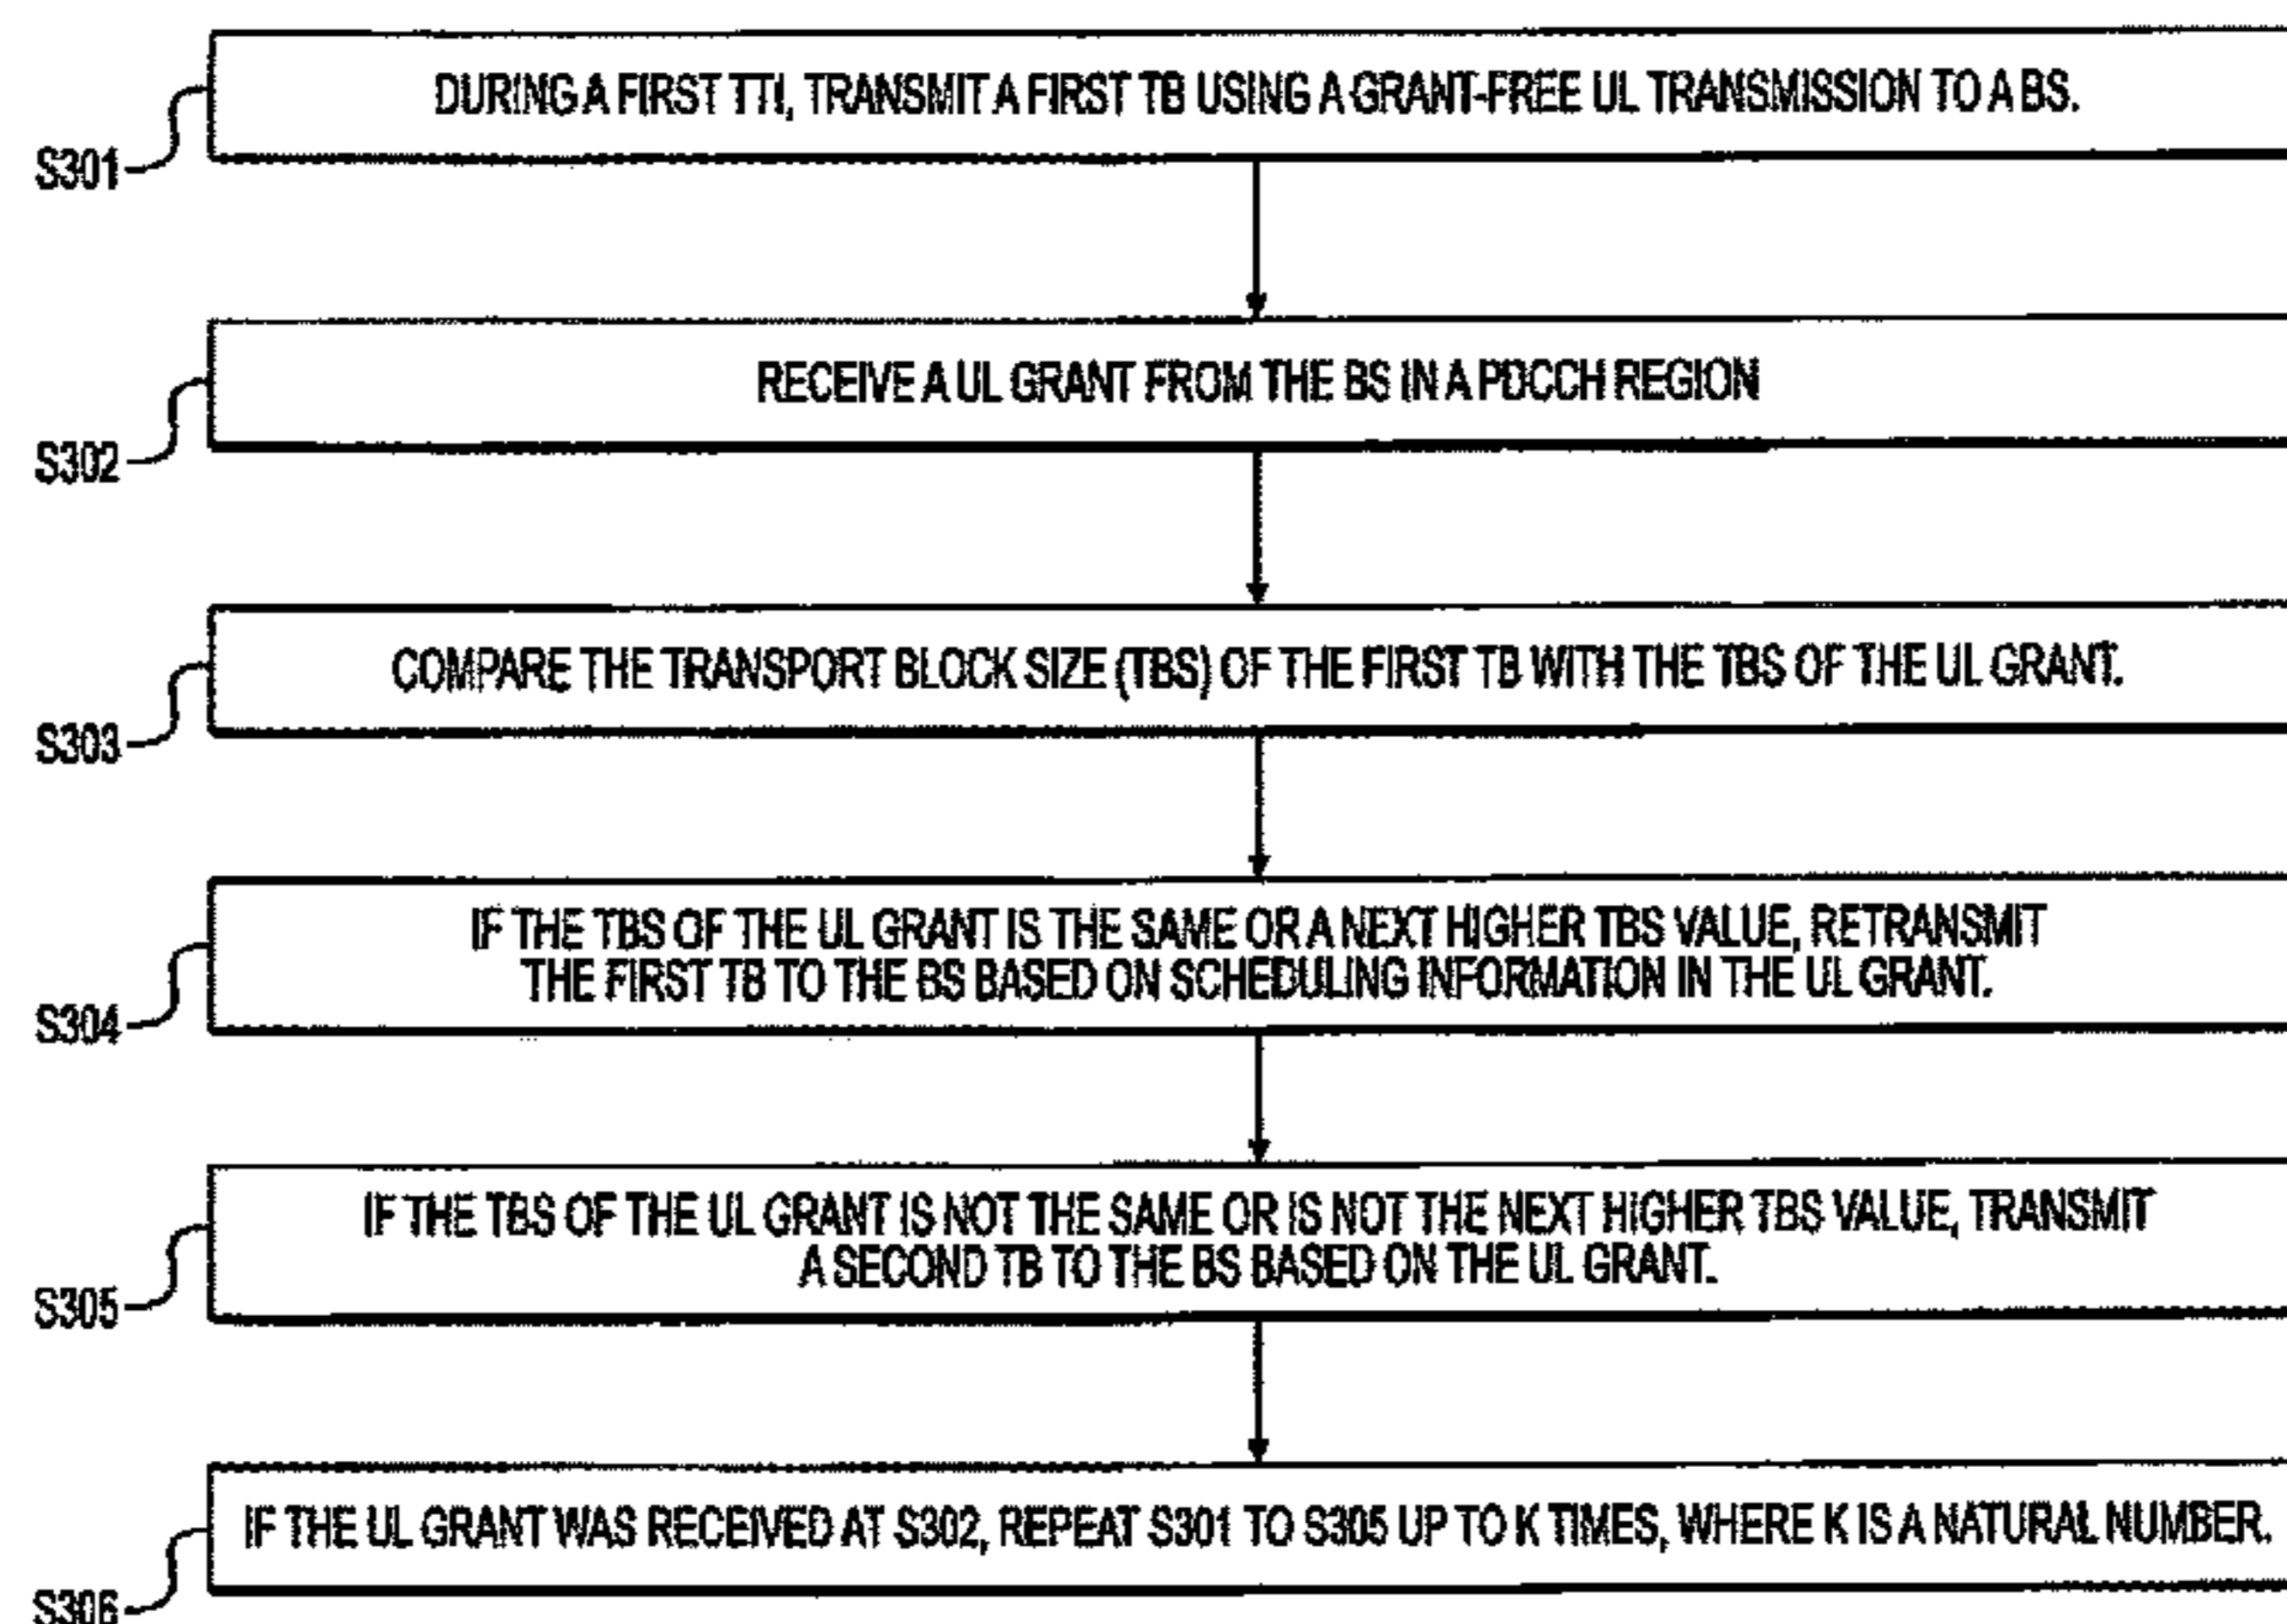 DURING A FIRST TTI, TRANSMIT A FIRST TB USING A GRANT-FREE UL TRANSMISSION TO A BS.
S301
RECEIVE A UL GRANT FROM THE BS IN A PDCCH REGION
S302
COMPARE THE TRANSPORT BLOCK SIZE (TBS) OF THE FIRST TB WITH THE TBS OF THE UL GRANT.
S303
IF THE TBS OF THE UL GRANT IS THE SAME OR A NEXT HIGHER TBS VALUE, RETRANSMIT
THE FIRST TB TO THE BS BASED ON SCHEDULING INFORMATION IN THE UL GRANT.
S304
IF THE TBS OF THE UL GRANT IS NOT THE SAME OR IS NOT THE NEXT HIGHER TBS VALUE, TRANSMIT
A SECOND TB TO THE BS BASED ON THE UL GRANT.
S305
IF THE UL GRANT WAS RECEIVED AT S302, REPEAT S301 TO S305 UP TO K TIMES, WHERE K IS A NATURAL NUMBER.
S306